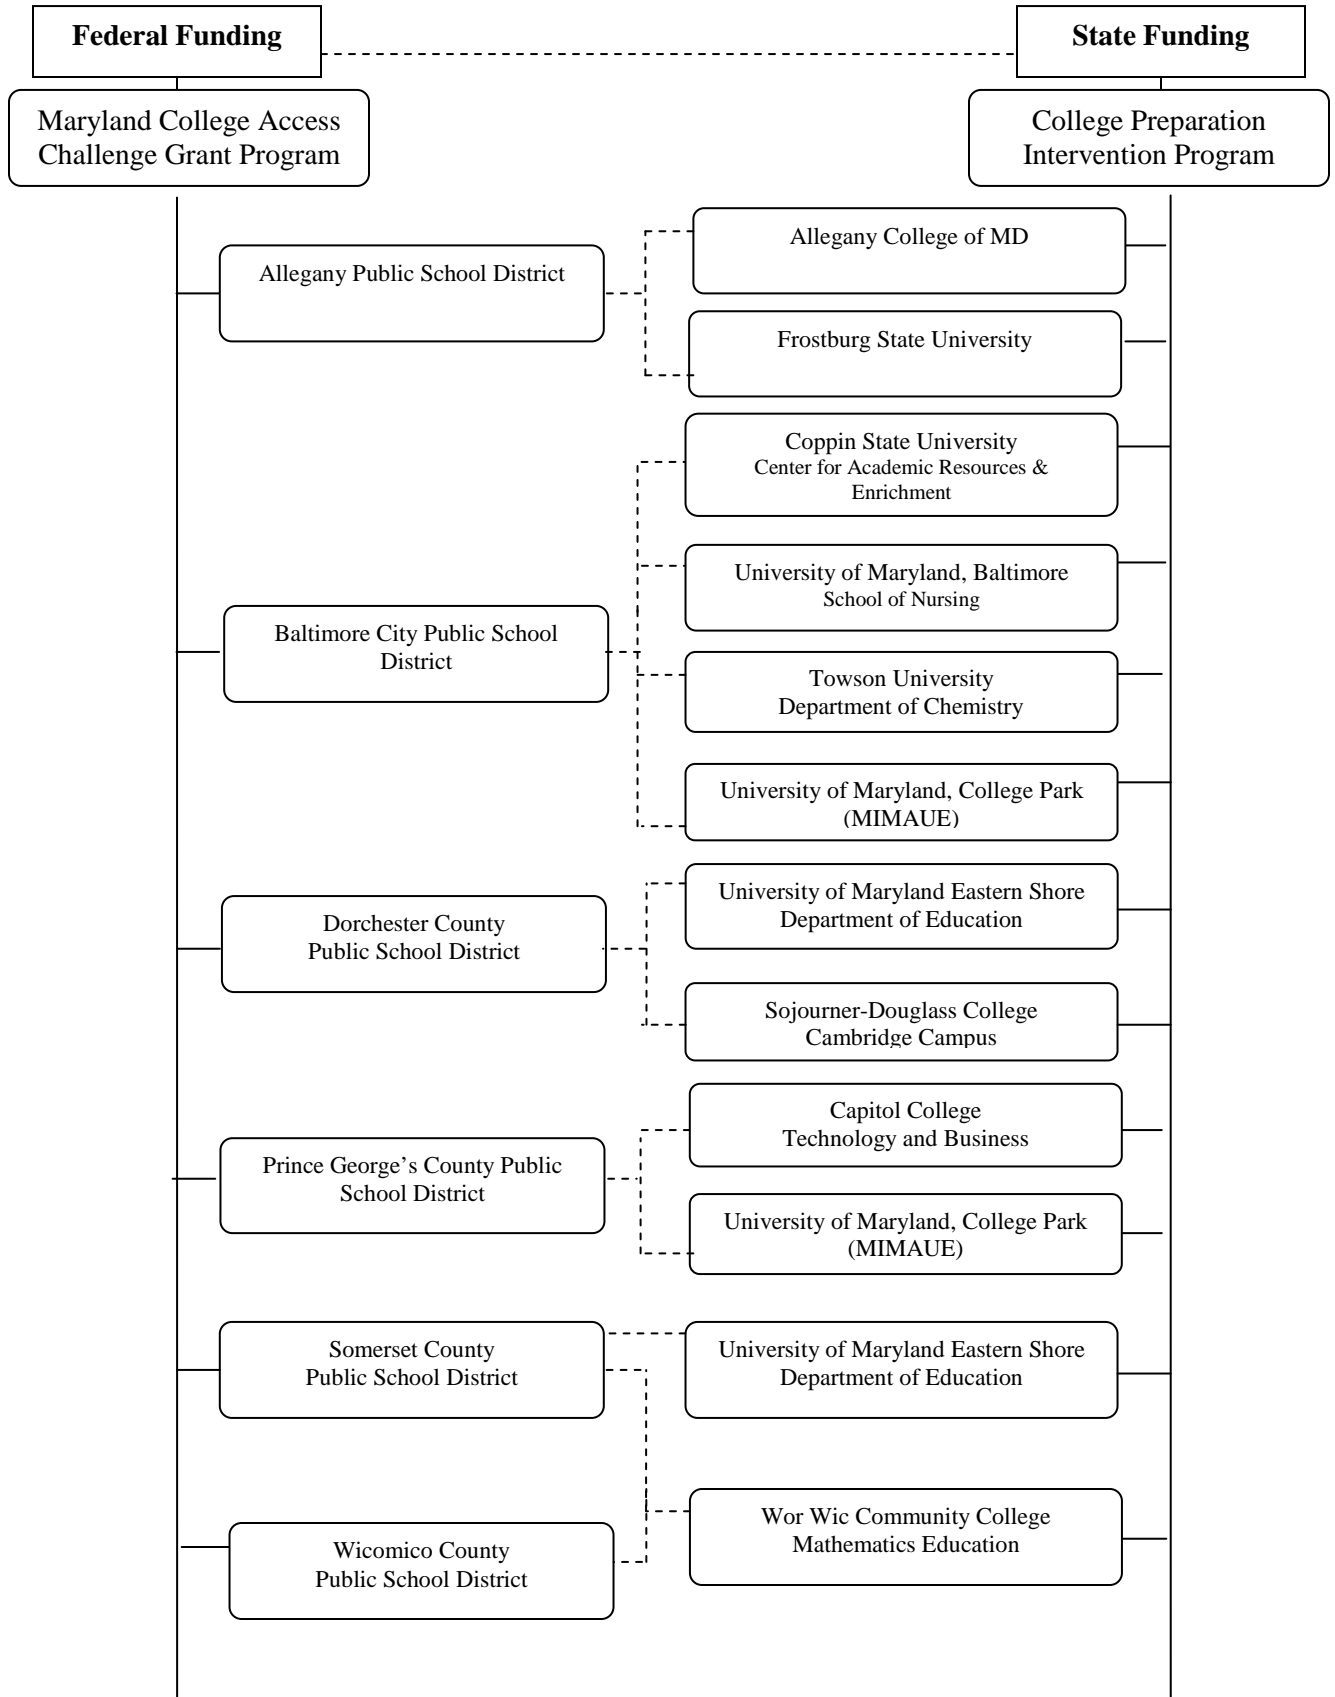 Federal Funding
State Funding
Maryland College Access
Challenge Grant Program
College Preparation
Intervention Program
Allegany Public School District
Allegany College of MD
Frostburg State University
Baltimore City Public School
District
Coppin State University
Center for Academic Resources &
Enrichment
University of Maryland, Baltimore
School of Nursing
Towson University
Department of Chemistry
University of Maryland, College Park
(MIMAUE)
Dorchester County
Public School District
University of Maryland Eastern Shore
Department of Education
Sojourner-Douglass College
Cambridge Campus
Prince George’s County Public
School District
Capitol College
Technology and Business
University of Maryland, College Park
(MIMAUE)
Somerset County
Public School District
University of Maryland Eastern Shore
Department of Education
Wicomico County
Public School District
Wor Wic Community College
Mathematics Education